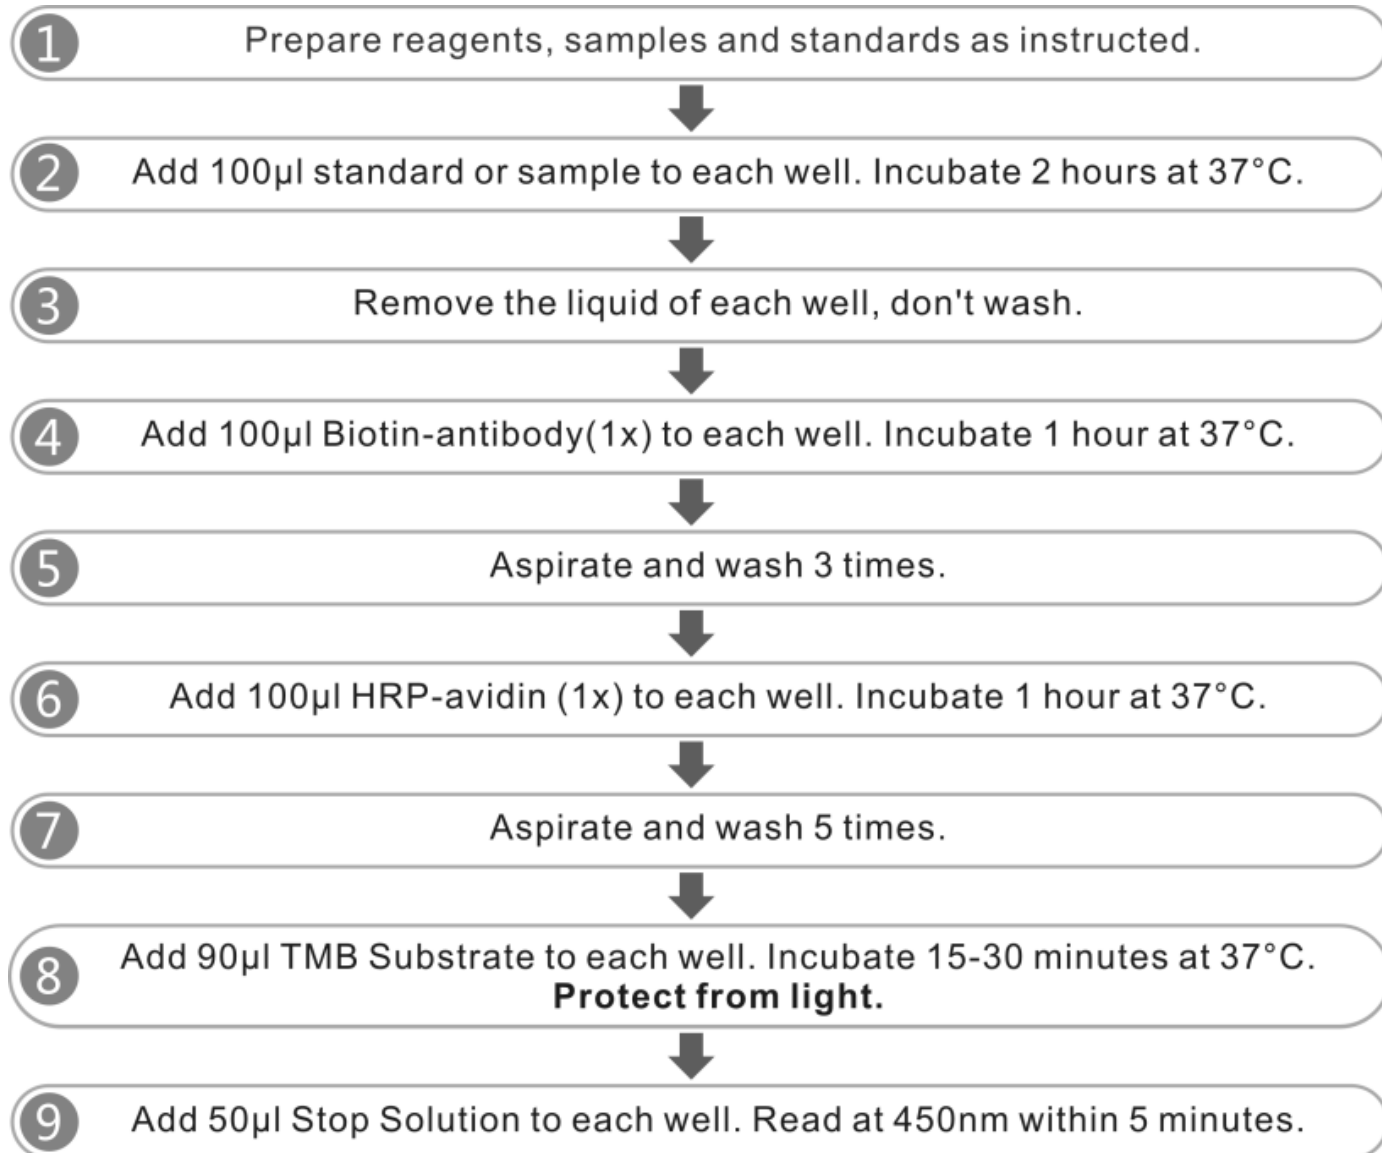 1 Prepare reagents, samples and standards as instructed.
2 Add 100µl standard or sample to each well. Incubate 2 hours at 37°C.
3 Remove the liquid of each well, don't wash.
4 Add 100µl Biotin-antibody(1x) to each well. Incubate 1 hour at 37°C.
5 Aspirate and wash 3 times.
6 Add 100µl HRP-avidin (1x) to each well. Incubate 1 hour at 37°C.
7 Aspirate and wash 5 times.
8 Add 90µl TMB Substrate to each well. Incubate 15-30 minutes at 37°C.
Protect from light.
9 Add 50µl Stop Solution to each well. Read at 450nm within 5 minutes.